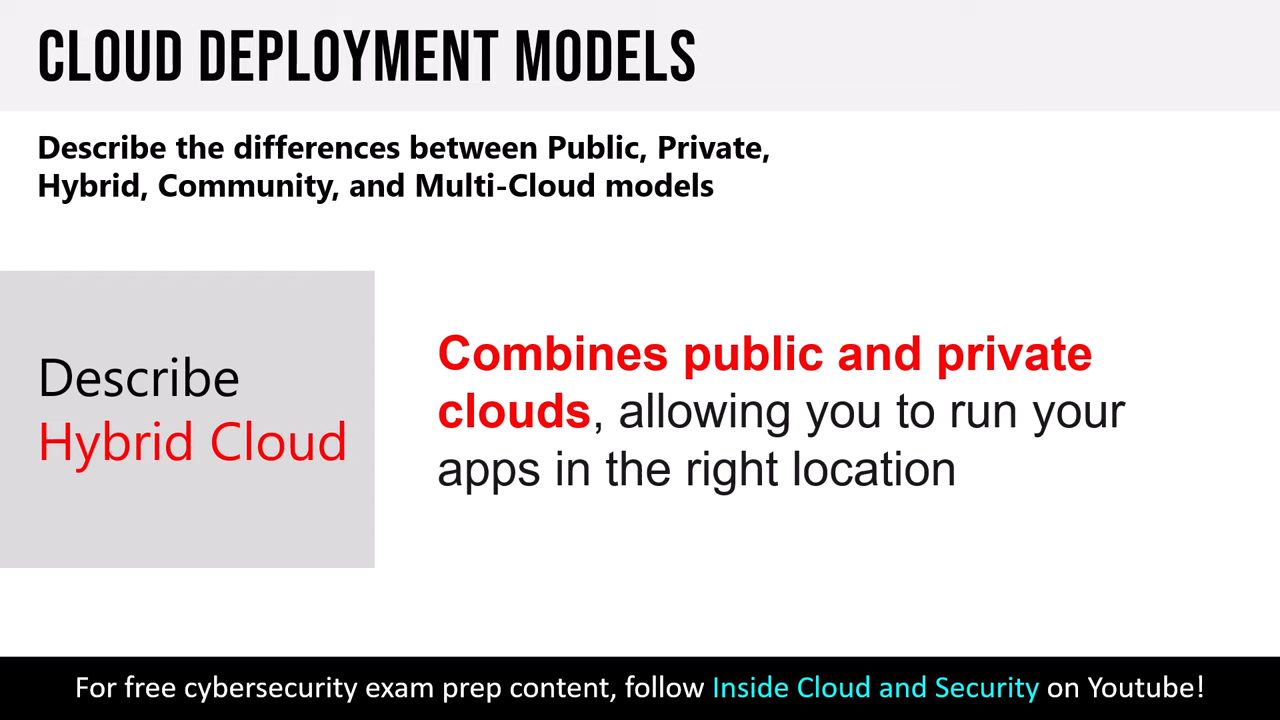 CLOUD DEPLOYMENT MODELS
Describe the differences between Public, Private,
Hybrid, Community, and Multi-Cloud models
Describe
Hybrid Cloud
Combines public and private
clouds, allowing you to run your
apps in the right location
For free cybersecurity exam prep content, follow Inside Cloud and Security on Youtube!